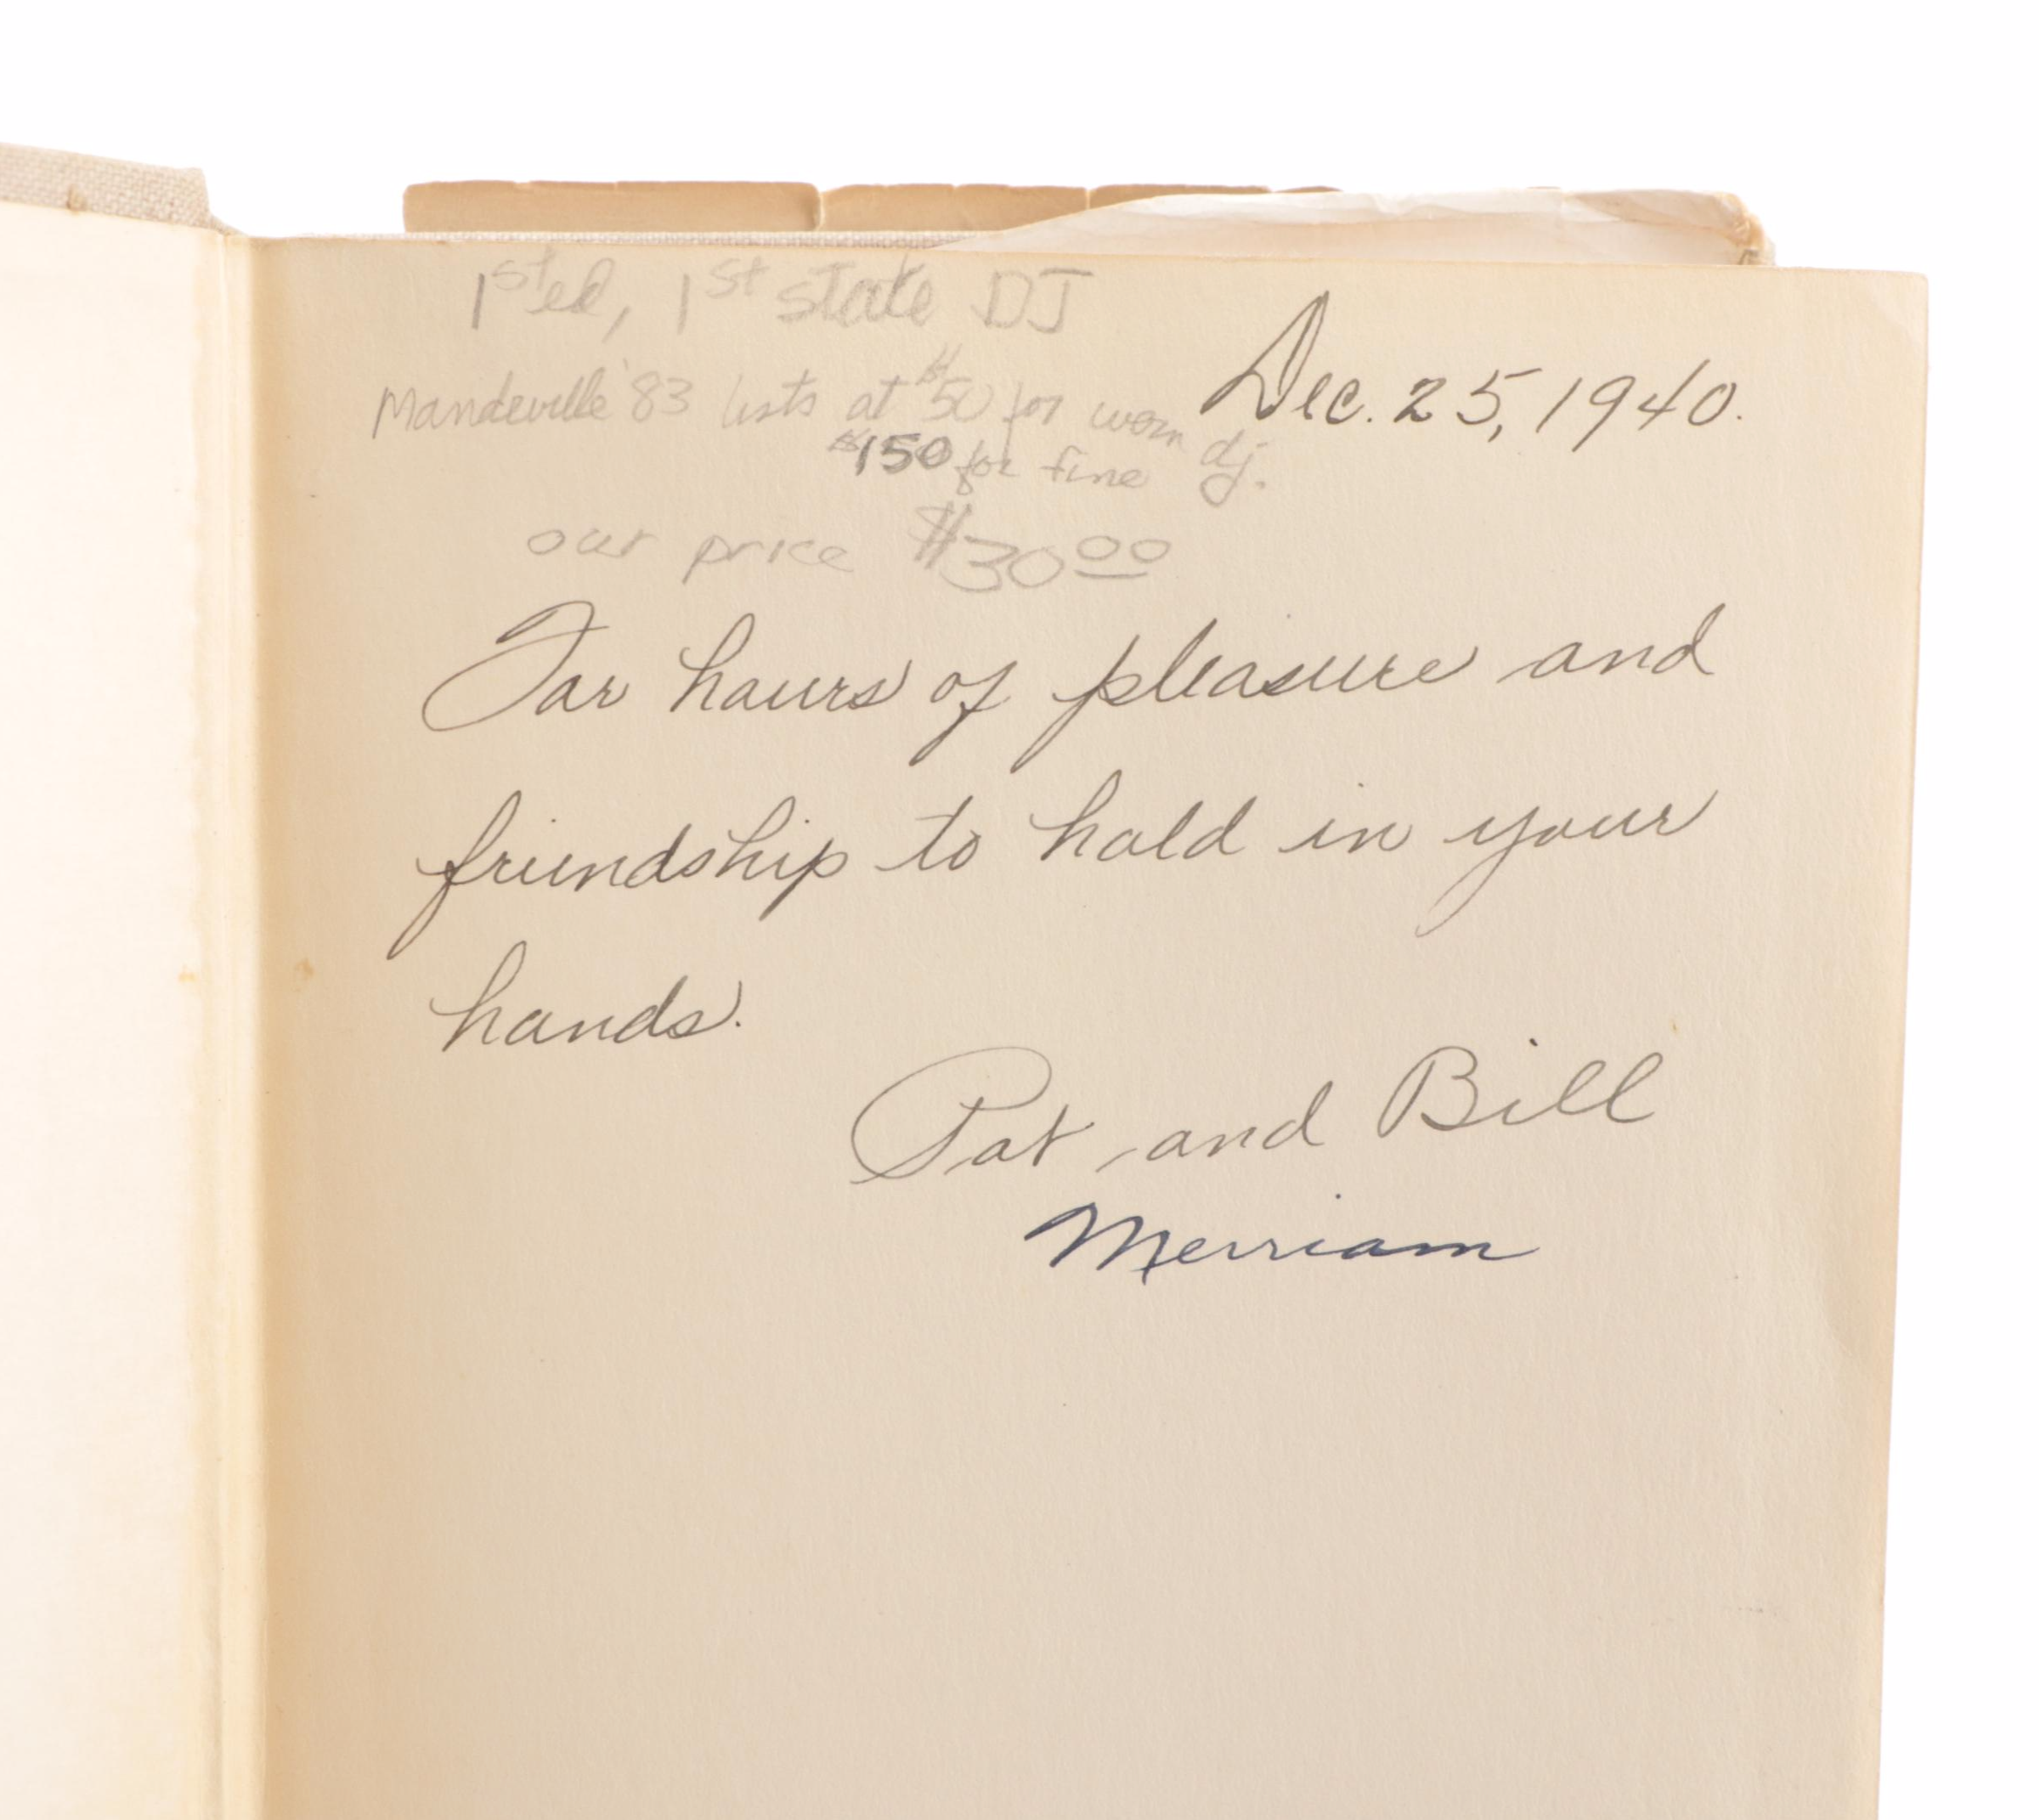 1st ed, 1st state DJ
Mandeville '83 lists at $50 for worn dj.
$150 for fine
our price $30.00
Dec. 25, 1940.
For hours of pleasure and
friendship to hold in your
hands.
Pat and Bill
Merriam